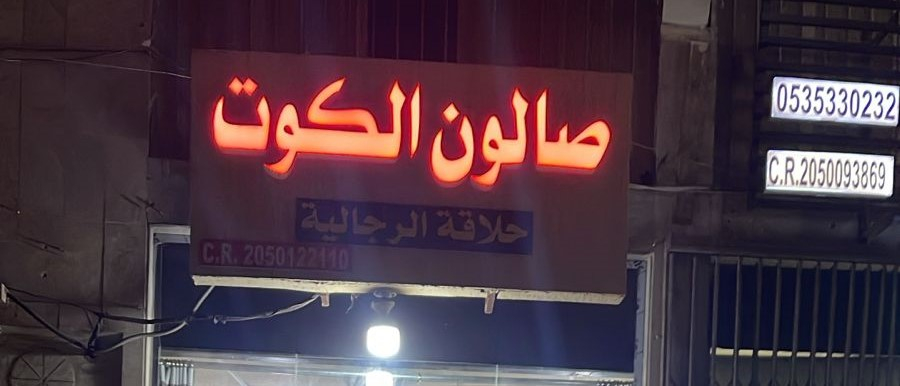 صالون الكوت
حلاقة الرجالية
C.R. 2050122110
0535330232
C.R.2050093869